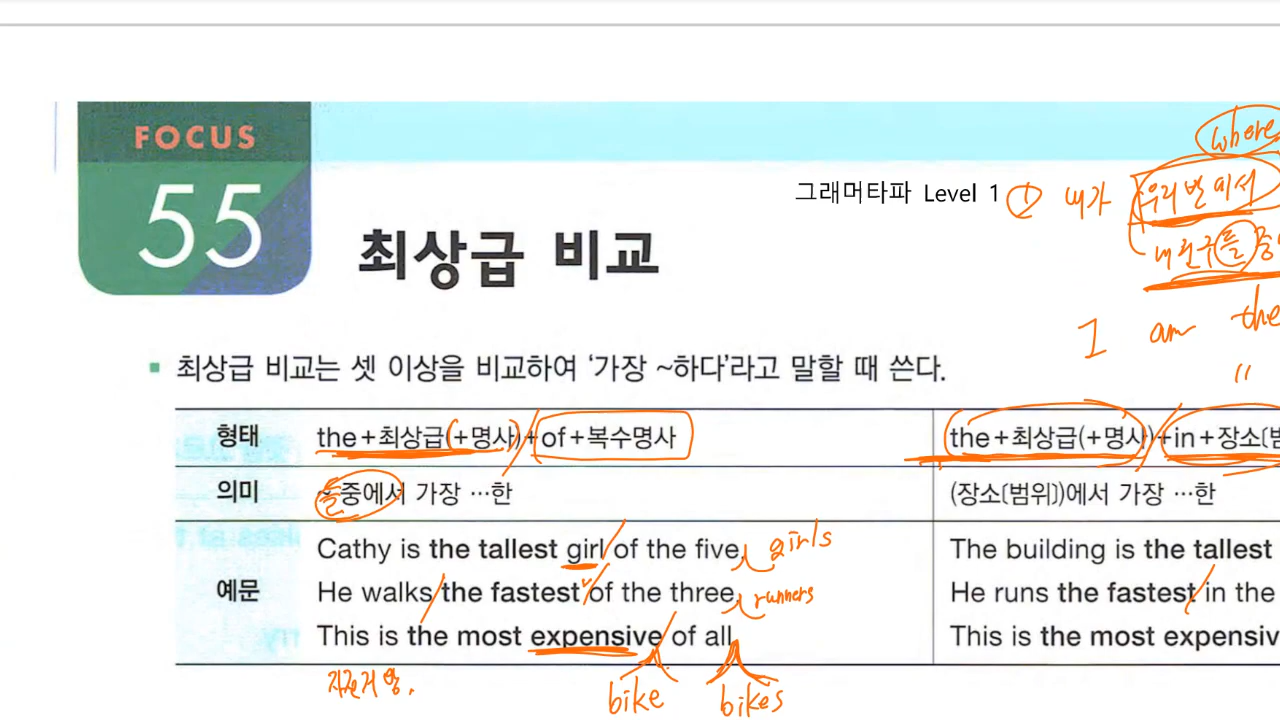 FOCUS
55
최상급 비교
그래머타파 Level 1
① 내가 우리 반에서
where
내 친구들 중
I am the
"
최상급 비교는 셋 이상을 비교하여 '가장 ~하다'라고 말할 때 쓴다.
형태 the+최상급(+명사)+of+복수명사 the+최상급(+명사)+in+장소(범
의미 중에서 가장 …한 (장소(범위))에서 가장 …한
들
예문
Cathy is the tallest girl of the five. girls The building is the tallest
He walks the fastest of the three. runners He runs the fastest in the
This is the most expensive of all. This is the most expensiv
bike bikes